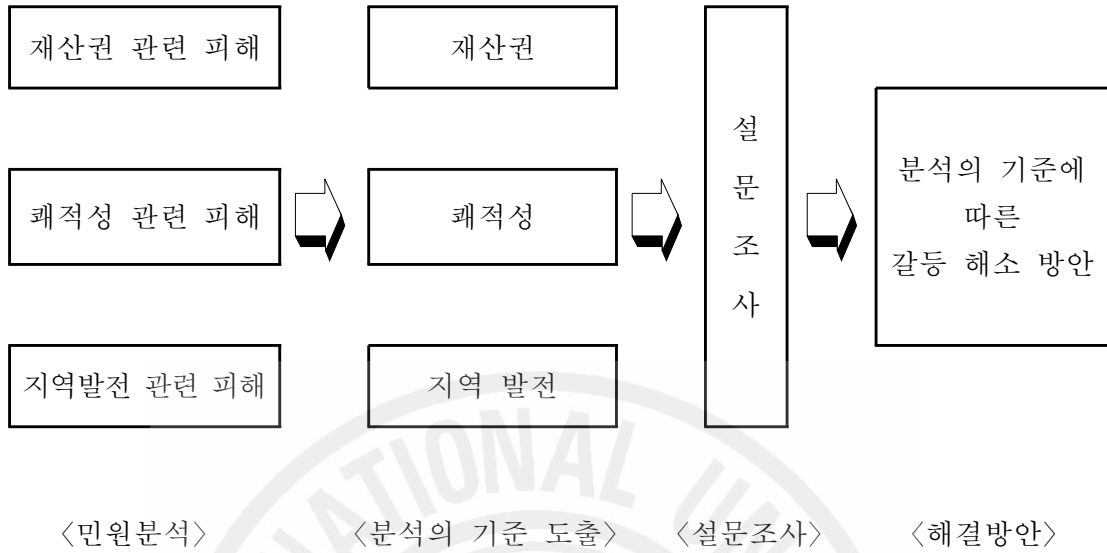 재산권 관련 피해
재산권
쾌적성 관련 피해
쾌적성
지역발전 관련 피해
지역 발전
설
문
조
사
분석의 기준에
따른
갈등 해소 방안
〈민원분석〉
〈분석의 기준 도출〉
〈설문조사〉
〈해결방안〉
NATIONAL UN